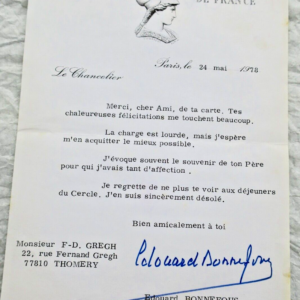 DE FRANCE
Paris, le 24 mai 1978
Le Chancelier
Merci, cher Ami, de ta carte. Tes
chaleureuses félicitations me touchent beaucoup.
La charge est lourde, mais j'espère
m'en acquitter le mieux possible.
J'évoque souvent le souvenir de ton Père
pour qui j'avais tant d'affection .
Je regrette de ne plus te voir aux déjeuners
du Cercle. J'en suis sincèrement désolé.
Bien amicalement à toi
Monsieur F-D. GREGH
22, rue Fernand Gregh
77810 THOMERY
Edouard Bonnefous
Edouard BONNEFOUS